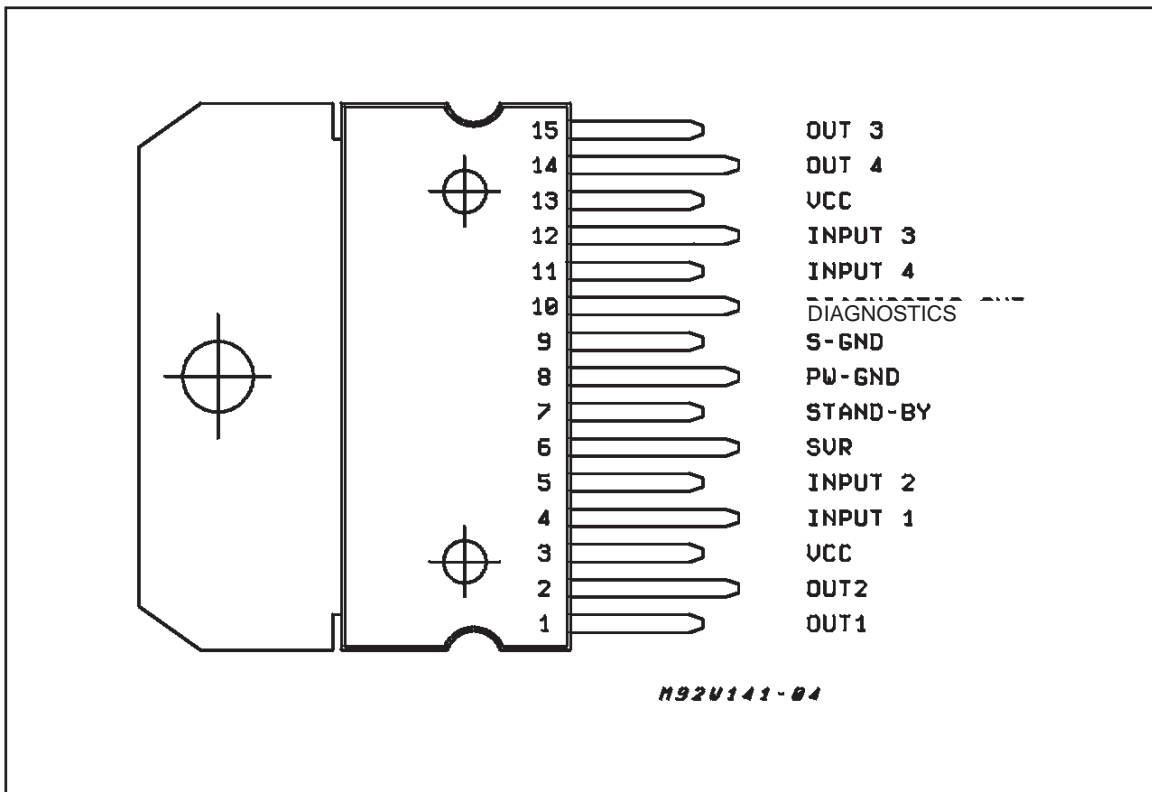 15 OUT 3
14 OUT 4
13 VCC
12 INPUT 3
11 INPUT 4
10 DIAGNOSTICS
9 S-GND
8 PW-GND
7 STAND-BY
6 SVR
5 INPUT 2
4 INPUT 1
3 VCC
2 OUT2
1 OUT1
M92V141-04